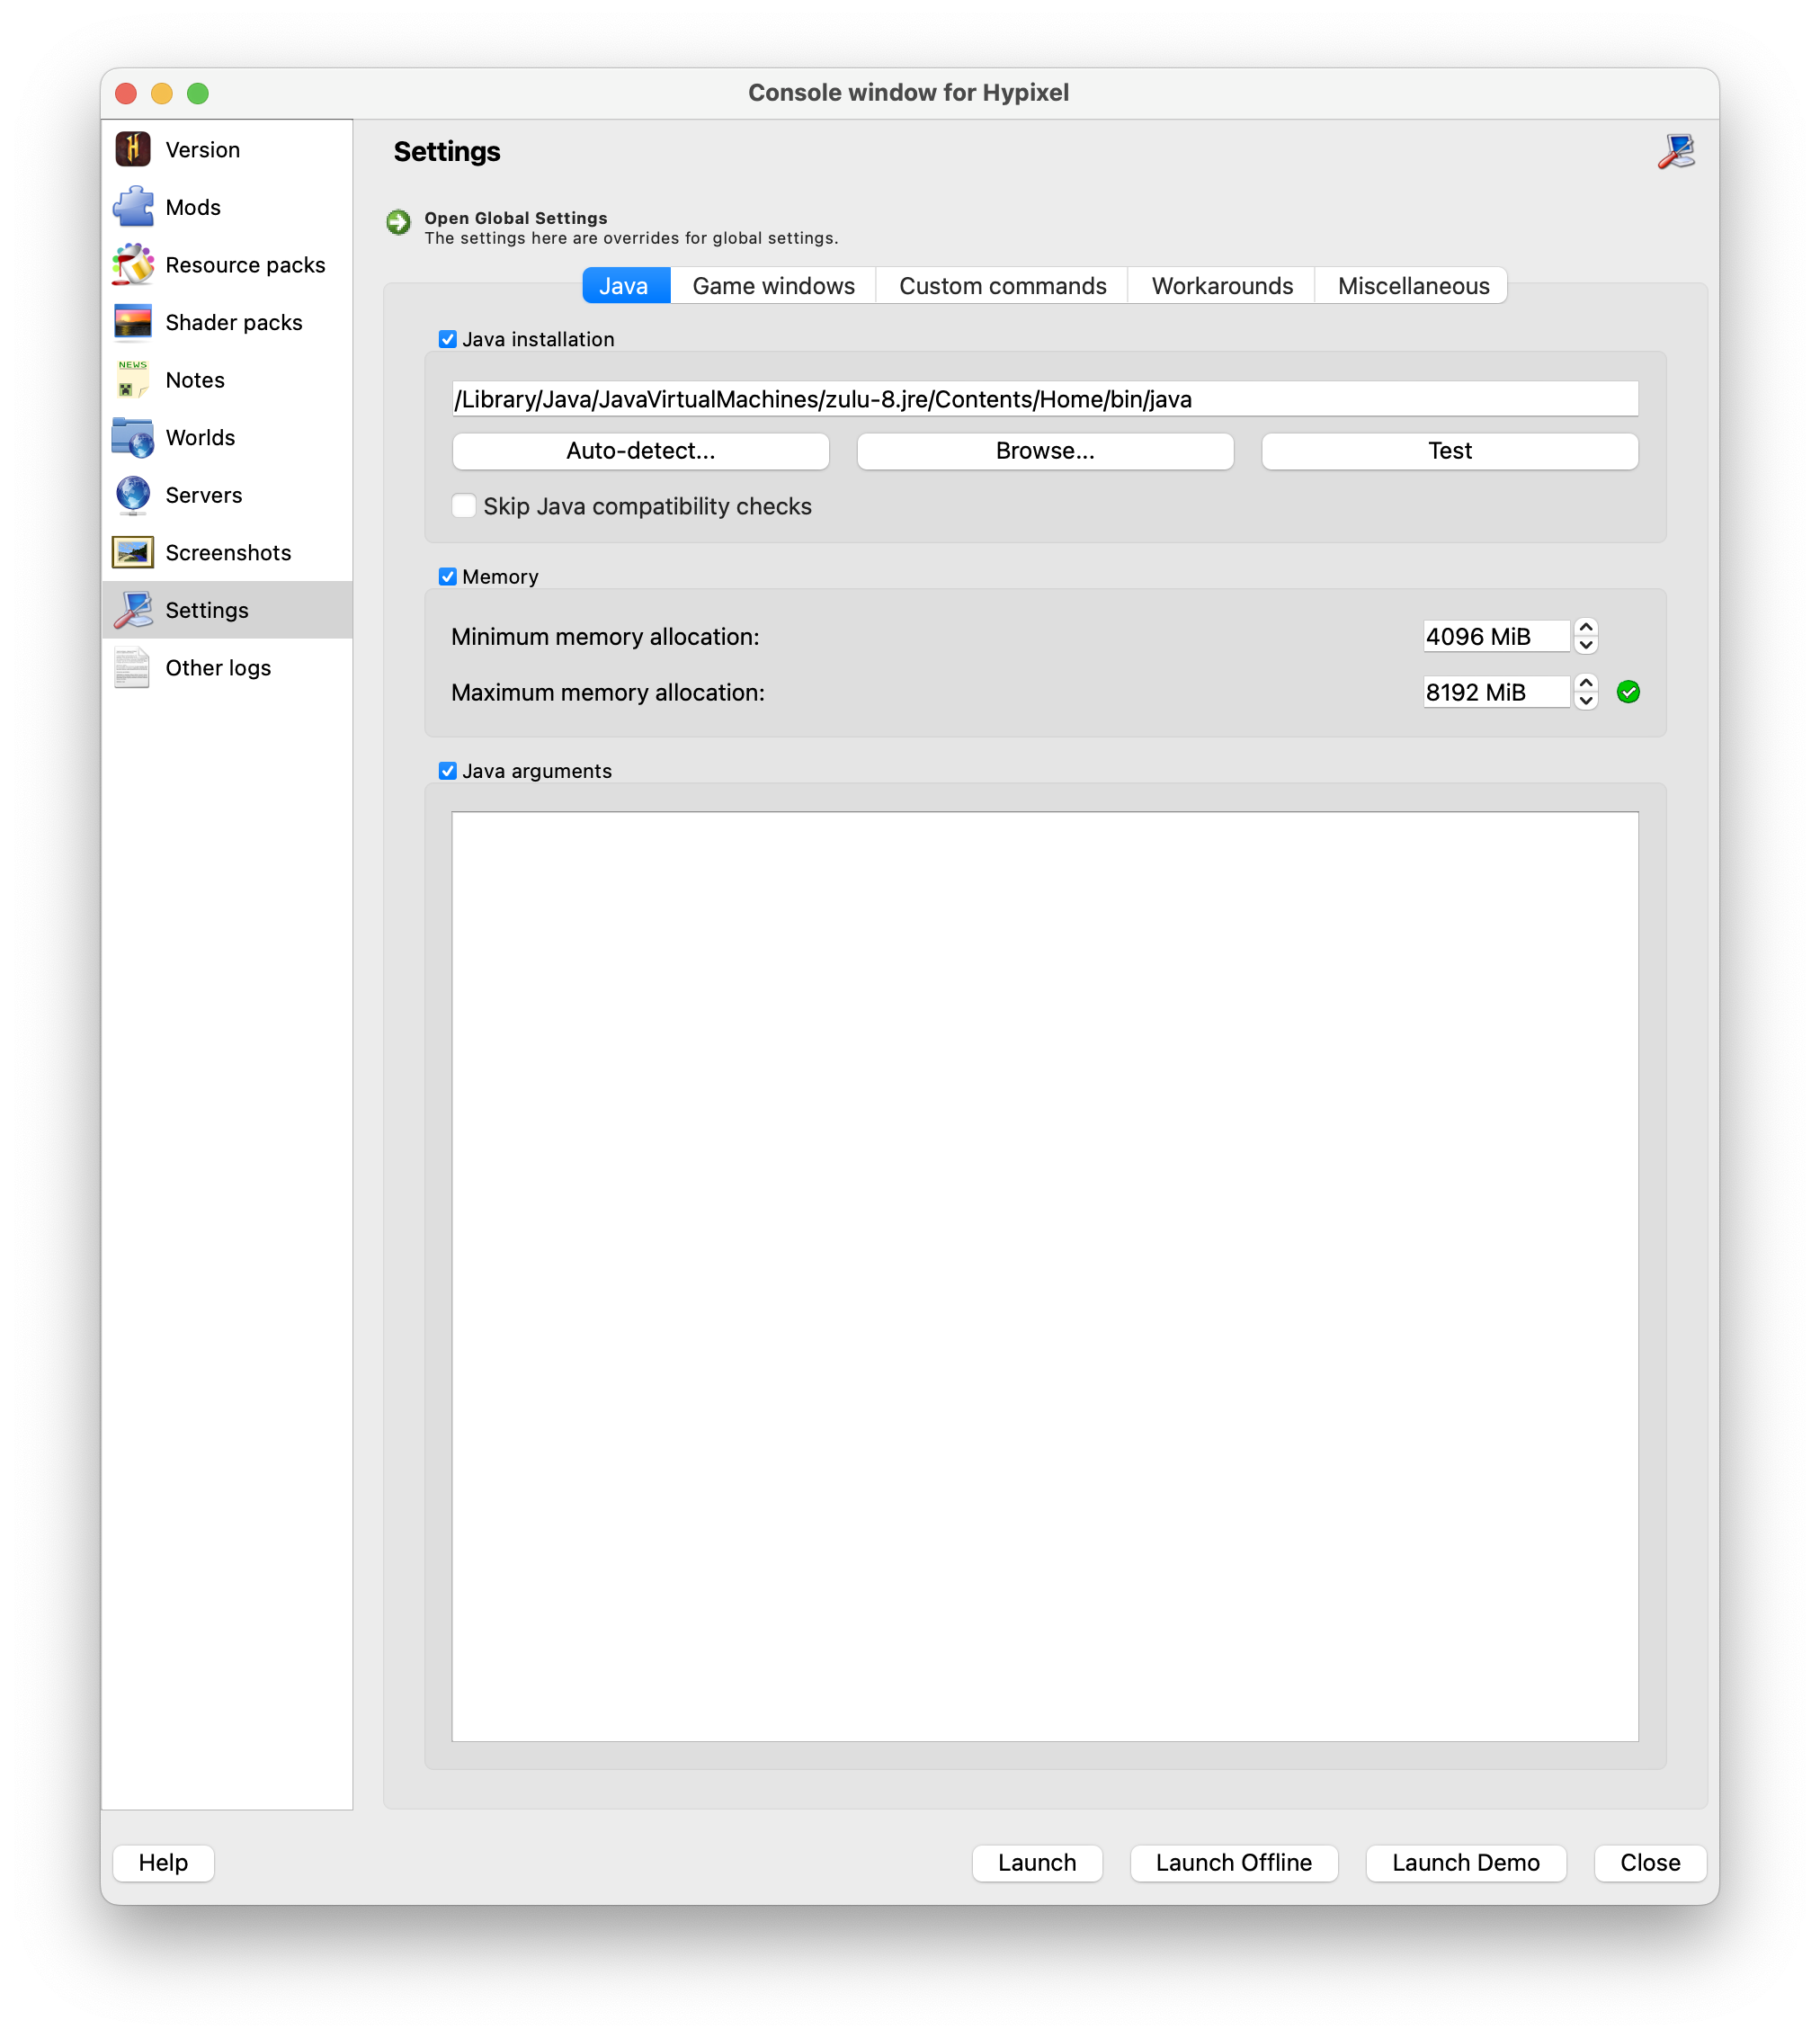 Console window for Hypixel
Version
Mods
Resource packs
Shader packs
NEWS
Notes
Worlds
Servers
Screenshots
Settings
Other logs
Settings
Open Global Settings
The settings here are overrides for global settings.
Java Game windows Custom commands Workarounds Miscellaneous
Java installation
/Library/Java/JavaVirtualMachines/zulu-8.jre/Contents/Home/bin/java
Auto-detect... Browse... Test
Skip Java compatibility checks
Memory
Minimum memory allocation: 4096 MiB
Maximum memory allocation: 8192 MiB
Java arguments
Help Launch Launch Offline Launch Demo Close